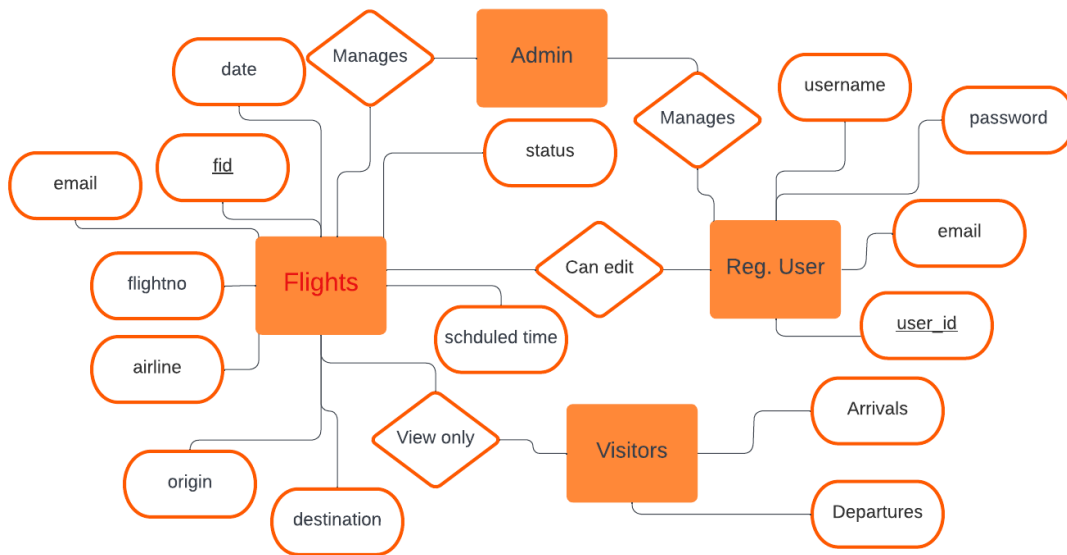 Manages
Admin
date
username
Manages
password
status
fid
email
email
Can edit
Reg. User
flightno
Flights
user_id
schduled time
airline
Arrivals
View only
Visitors
origin
Departures
destination